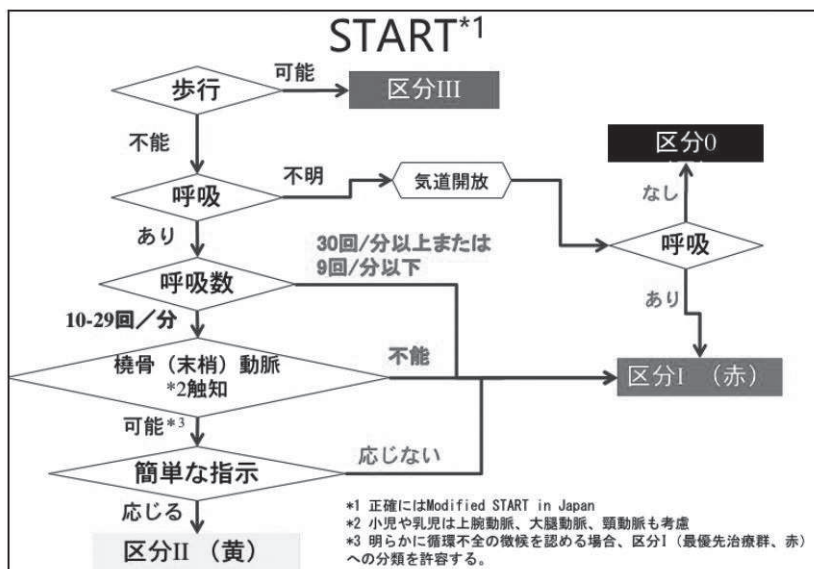 START*1
歩行
可能
区分III
不能
区分0
呼吸
不明
気道開放
なし
呼吸
あり
30回/分以上または
9回/分以下
呼吸数
あり
10-29回／分
橈骨（末梢）動脈
*2触知
不能
区分I （赤）
可能*3
簡単な指示
応じない
応じる
区分II （黄）
*1 正確にはModified START in Japan
*2 小児や乳児は上腕動脈、大腿動脈、頸動脈も考慮
*3 明らかに循環不全の徴候を認める場合、区分I（最優先治療群、赤）
への分類を許容する。